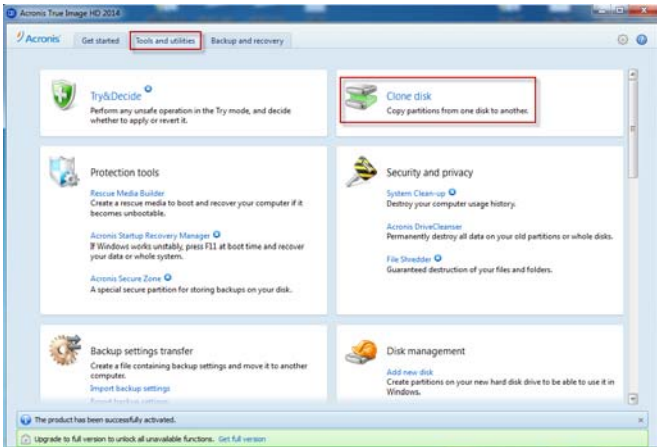 Acronis True Image HD 2014
Acronis
Get started
Tools and utilities
Backup and recovery
Try&Decide
Perform any unsafe operation in the Try mode, and decide
whether to apply or revert it.
Clone disk
Copy partitions from one disk to another.
Protection tools
Rescue Media Builder
Create a rescue media to boot and recover your computer if it
becomes unbootable.
Acronis Startup Recovery Manager
If Windows works unstably, press F11 at boot time and recover
your data or whole system.
Acronis Secure Zone
A special secure partition for storing backups on your disk.
Security and privacy
System Clean-up
Destroy your computer usage history.
Acronis DriveCleanser
Permanently destroy all data on your old partitions or whole disks.
File Shredder
Guaranteed destruction of your files and folders.
Backup settings transfer
Create a file containing backup settings and move it to another
computer.
Import backup settings
Disk management
Add new disk
Create partitions on your new hard disk drive to be able to use it in
Windows.
The product has been successfully activated.
Upgrade to full version to unlock all unavailable functions. Get full version